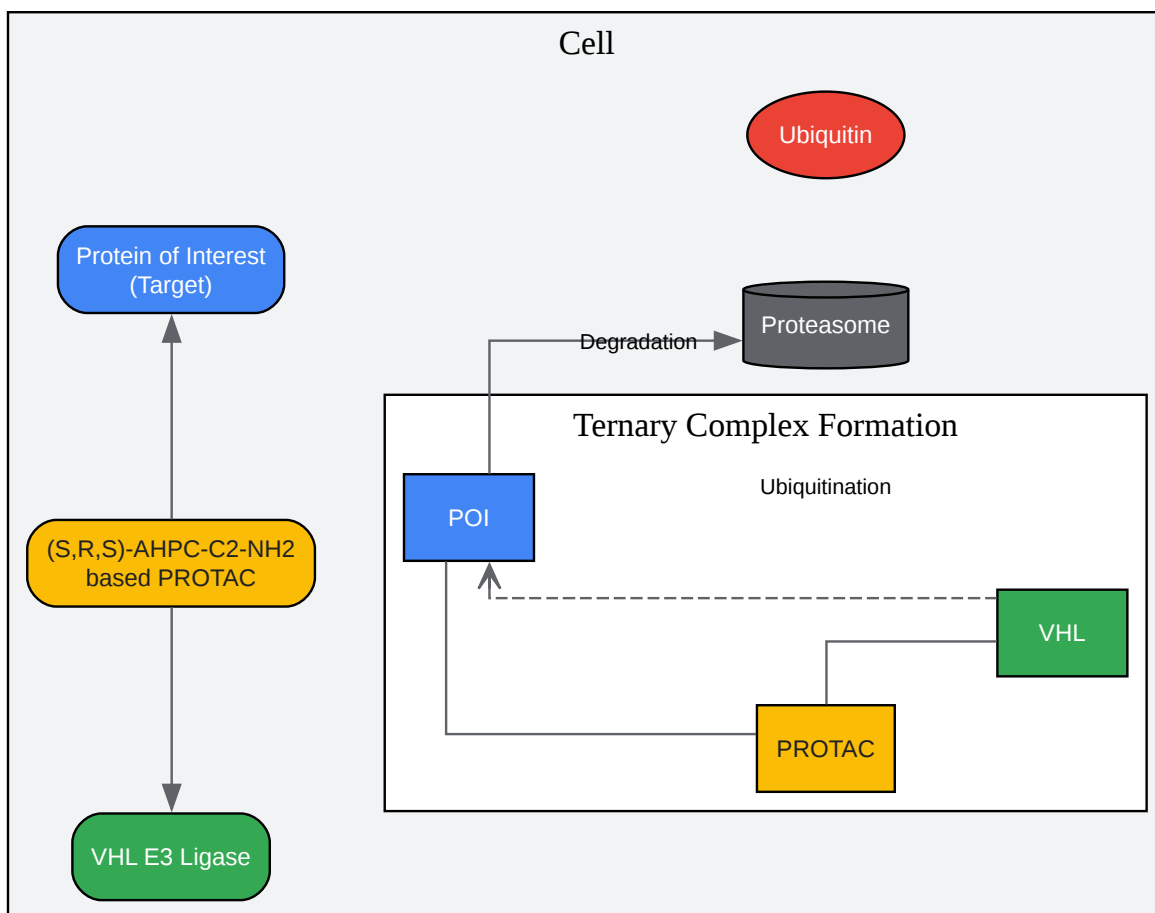 Cell
Ubiquitin
Protein of Interest
(Target)
Proteasome
Degradation
Ternary Complex Formation
Ubiquitination
POI
(S,R,S)-AHPC-C2-NH2
based PROTAC
VHL
PROTAC
VHL E3 Ligase